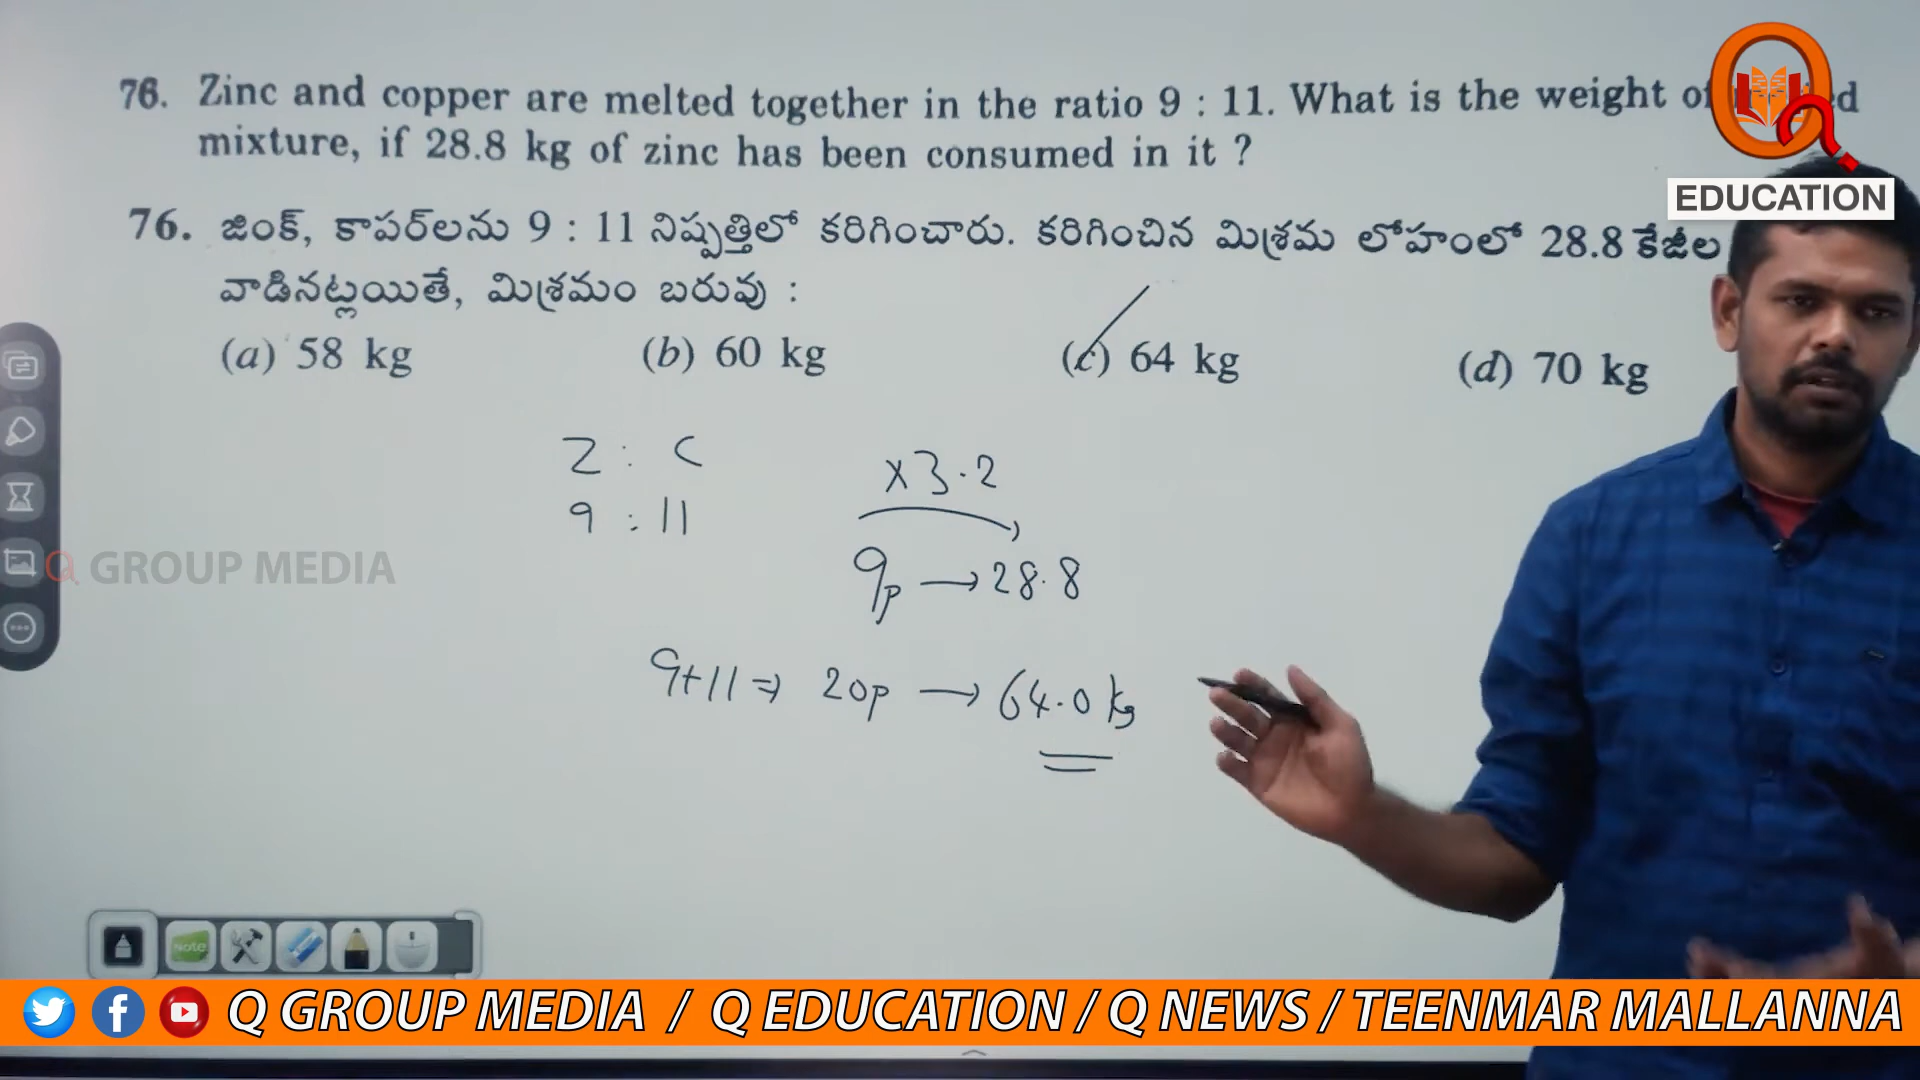 76. Zinc and copper are melted together in the ratio 9 : 11. What is the weight of
mixture, if 28.8 kg of zinc has been consumed in it ?
76. జింక్, కాపర్‌లను 9 : 11 నిష్పత్తిలో కరిగించారు. కరిగించిన మిశ్రమ లోహంలో 28.8 కేజీల
వాడినట్లయితే, మిశ్రమం బరువు :
(a) 58 kg (b) 60 kg (c) 64 kg (d) 70 kg
Z : C
9 : 11
x3.2
9p → 28.8
9+11 ⇒ 20p → 64.0 kg
Q GROUP MEDIA
EDUCATION
Note
Q GROUP MEDIA / Q EDUCATION / Q NEWS / TEENMAR MALLANNA